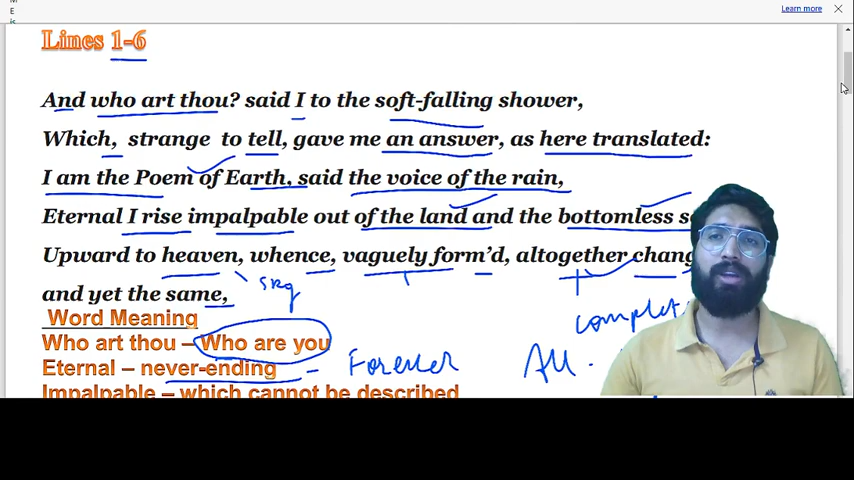 Learn more
Lines 1-6
And who art thou? said I to the soft-falling shower,
Which, strange to tell, gave me an answer, as here translated:
I am the Poem of Earth, said the voice of the rain,
Eternal I rise impalpable out of the land and the bottomless
Upward to heaven, whence, vaguely form'd, altogether
and yet the same,
Word Meaning
Who art thou – Who are you
Eternal – never-ending - Forever
All
Impalpable – which cannot be described